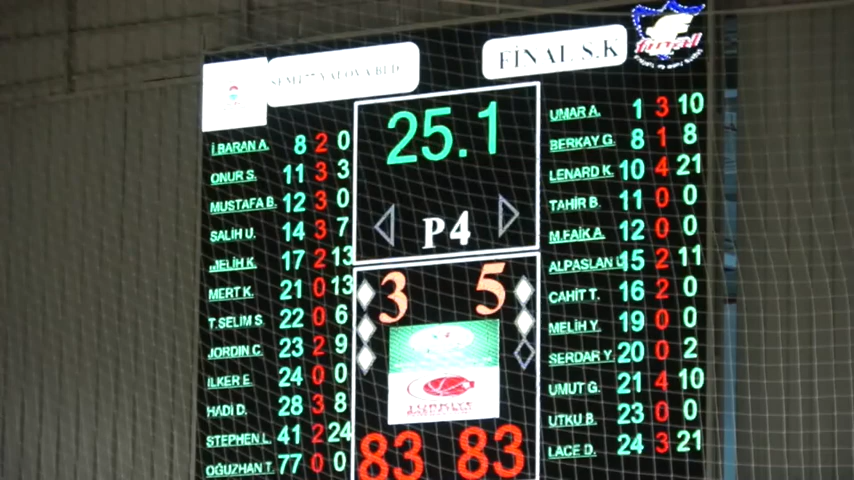 SEMT77 YALOVA BLD
FİNAL S.K
25.1
P4
3 5
83 83
İ.BARAN A. 8 2 0
ONUR S. 11 3 3
MUSTAFA B. 12 3 0
SALİH U. 14 3 7
MELİH K. 17 2 13
MERT K. 21 0 13
T.SELİM S. 22 0 6
JORDIN C. 23 2 9
İLKER E. 24 0 0
HADİ D. 28 3 8
STEPHEN L. 41 2 24
OĞUZHAN T. 77 0 0
UMAR A. 1 3 10
BERKAY G. 8 1 8
LENARD K. 10 4 21
TAHİR B. 11 0 0
M.FAİK A. 12 0 0
ALPASLAN U. 15 2 11
CAHİT T. 16 2 0
MELİH Y. 19 0 0
SERDAR Y. 20 0 2
UMUT G. 21 4 10
UTKU B. 23 0 0
LACE D. 24 3 21